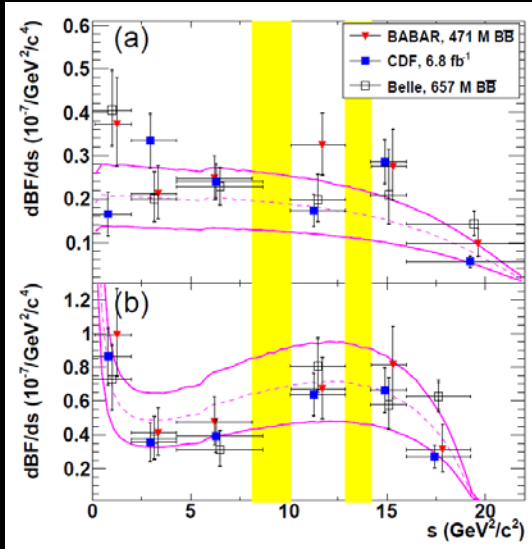 (a)
BABAR, 471 M BB̅
CDF, 6.8 fb⁻¹
Belle, 657 M BB̅
dBF/ds (10⁻⁷/GeV²/c⁴)
0.6
0.5
0.4
0.3
0.2
0.1
(b)
dBF/ds (10⁻⁷/GeV²/c⁴)
1.2
1
0.8
0.6
0.4
0.2
0 5 10 15 20
s (GeV²/c²)